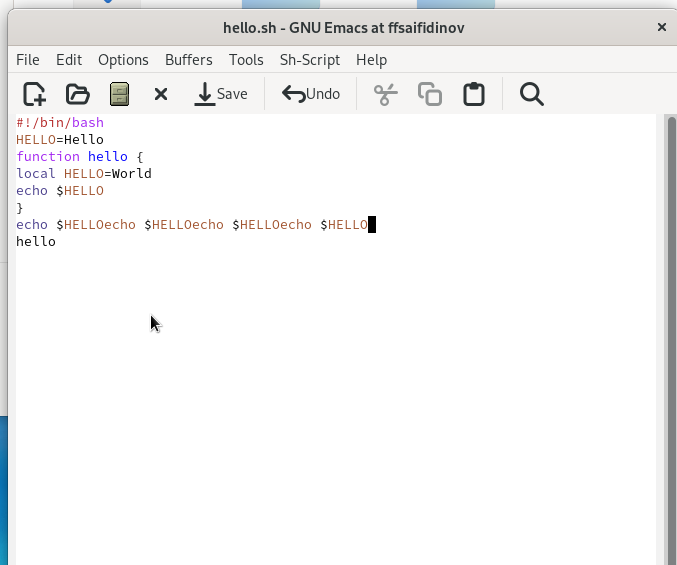 hello.sh - GNU Emacs at ffsaifidinov
File Edit Options Buffers Tools Sh-Script Help
Save Undo
#!/bin/bash
HELLO=Hello
function hello {
local HELLO=World
echo $HELLO
}
echo $HELLOecho $HELLOecho $HELLOecho $HELLO
hello